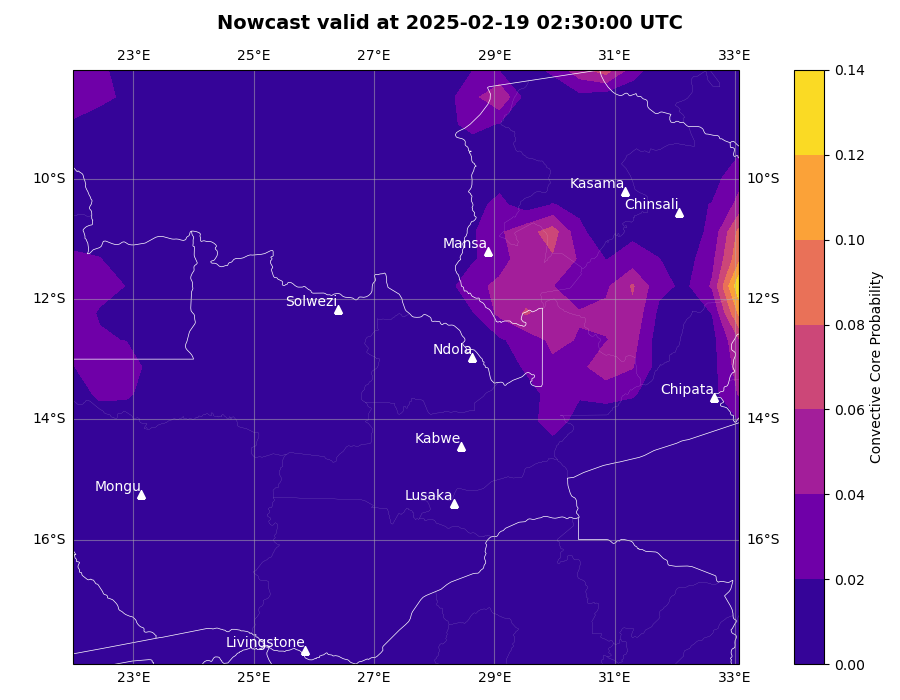 Nowcast valid at 2025-02-19 02:30:00 UTC
23°E 25°E 27°E 29°E 31°E 33°E
0.14
0.12
10°S 10°S
Kasama
Chinsali
Mansa
0.10
12°S 12°S
Solwezi
0.08
Ndola
Chipata
0.06
14°S 14°S
Kabwe
Mongu
Lusaka
0.04
16°S 16°S
0.02
Livingstone
0.00
23°E 25°E 27°E 29°E 31°E 33°E
Convective Core Probability